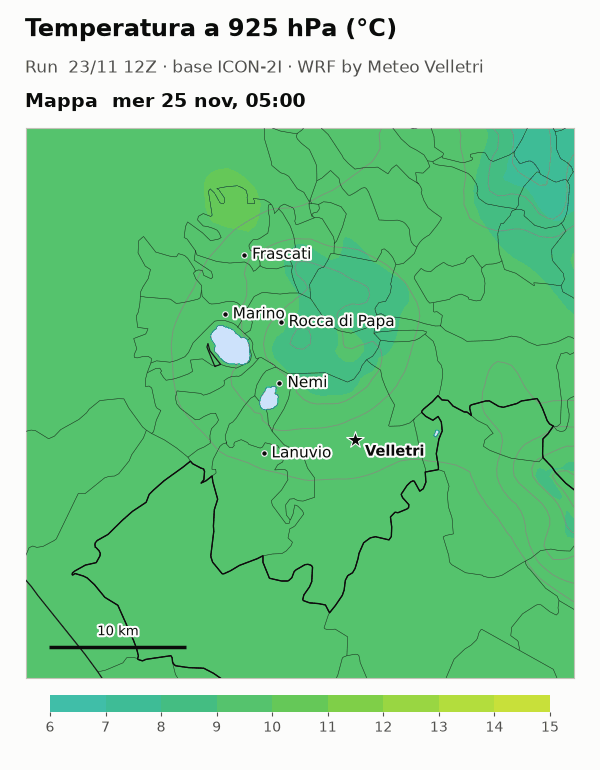 Temperatura a 925 hPa (°C)
Run  23/11 12Z · base ICON-2I · WRF by Meteo Velletri
Mappa  mer 25 nov, 05:00
Frascati
Marino
Rocca di Papa
Nemi
Velletri
Lanuvio
10 km
6 7 8 9 10 11 12 13 14 15